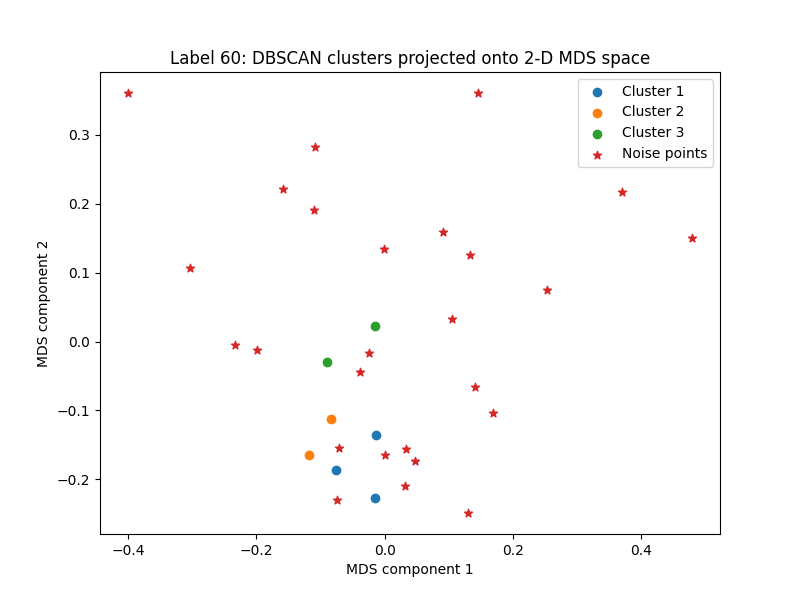 Label 60: DBSCAN clusters projected onto 2-D MDS space
Cluster 1
Cluster 2
Cluster 3
Noise points
MDS component 2
0.3
0.2
0.1
0.0
−0.1
−0.2
−0.4
−0.2
0.0
0.2
0.4
MDS component 1